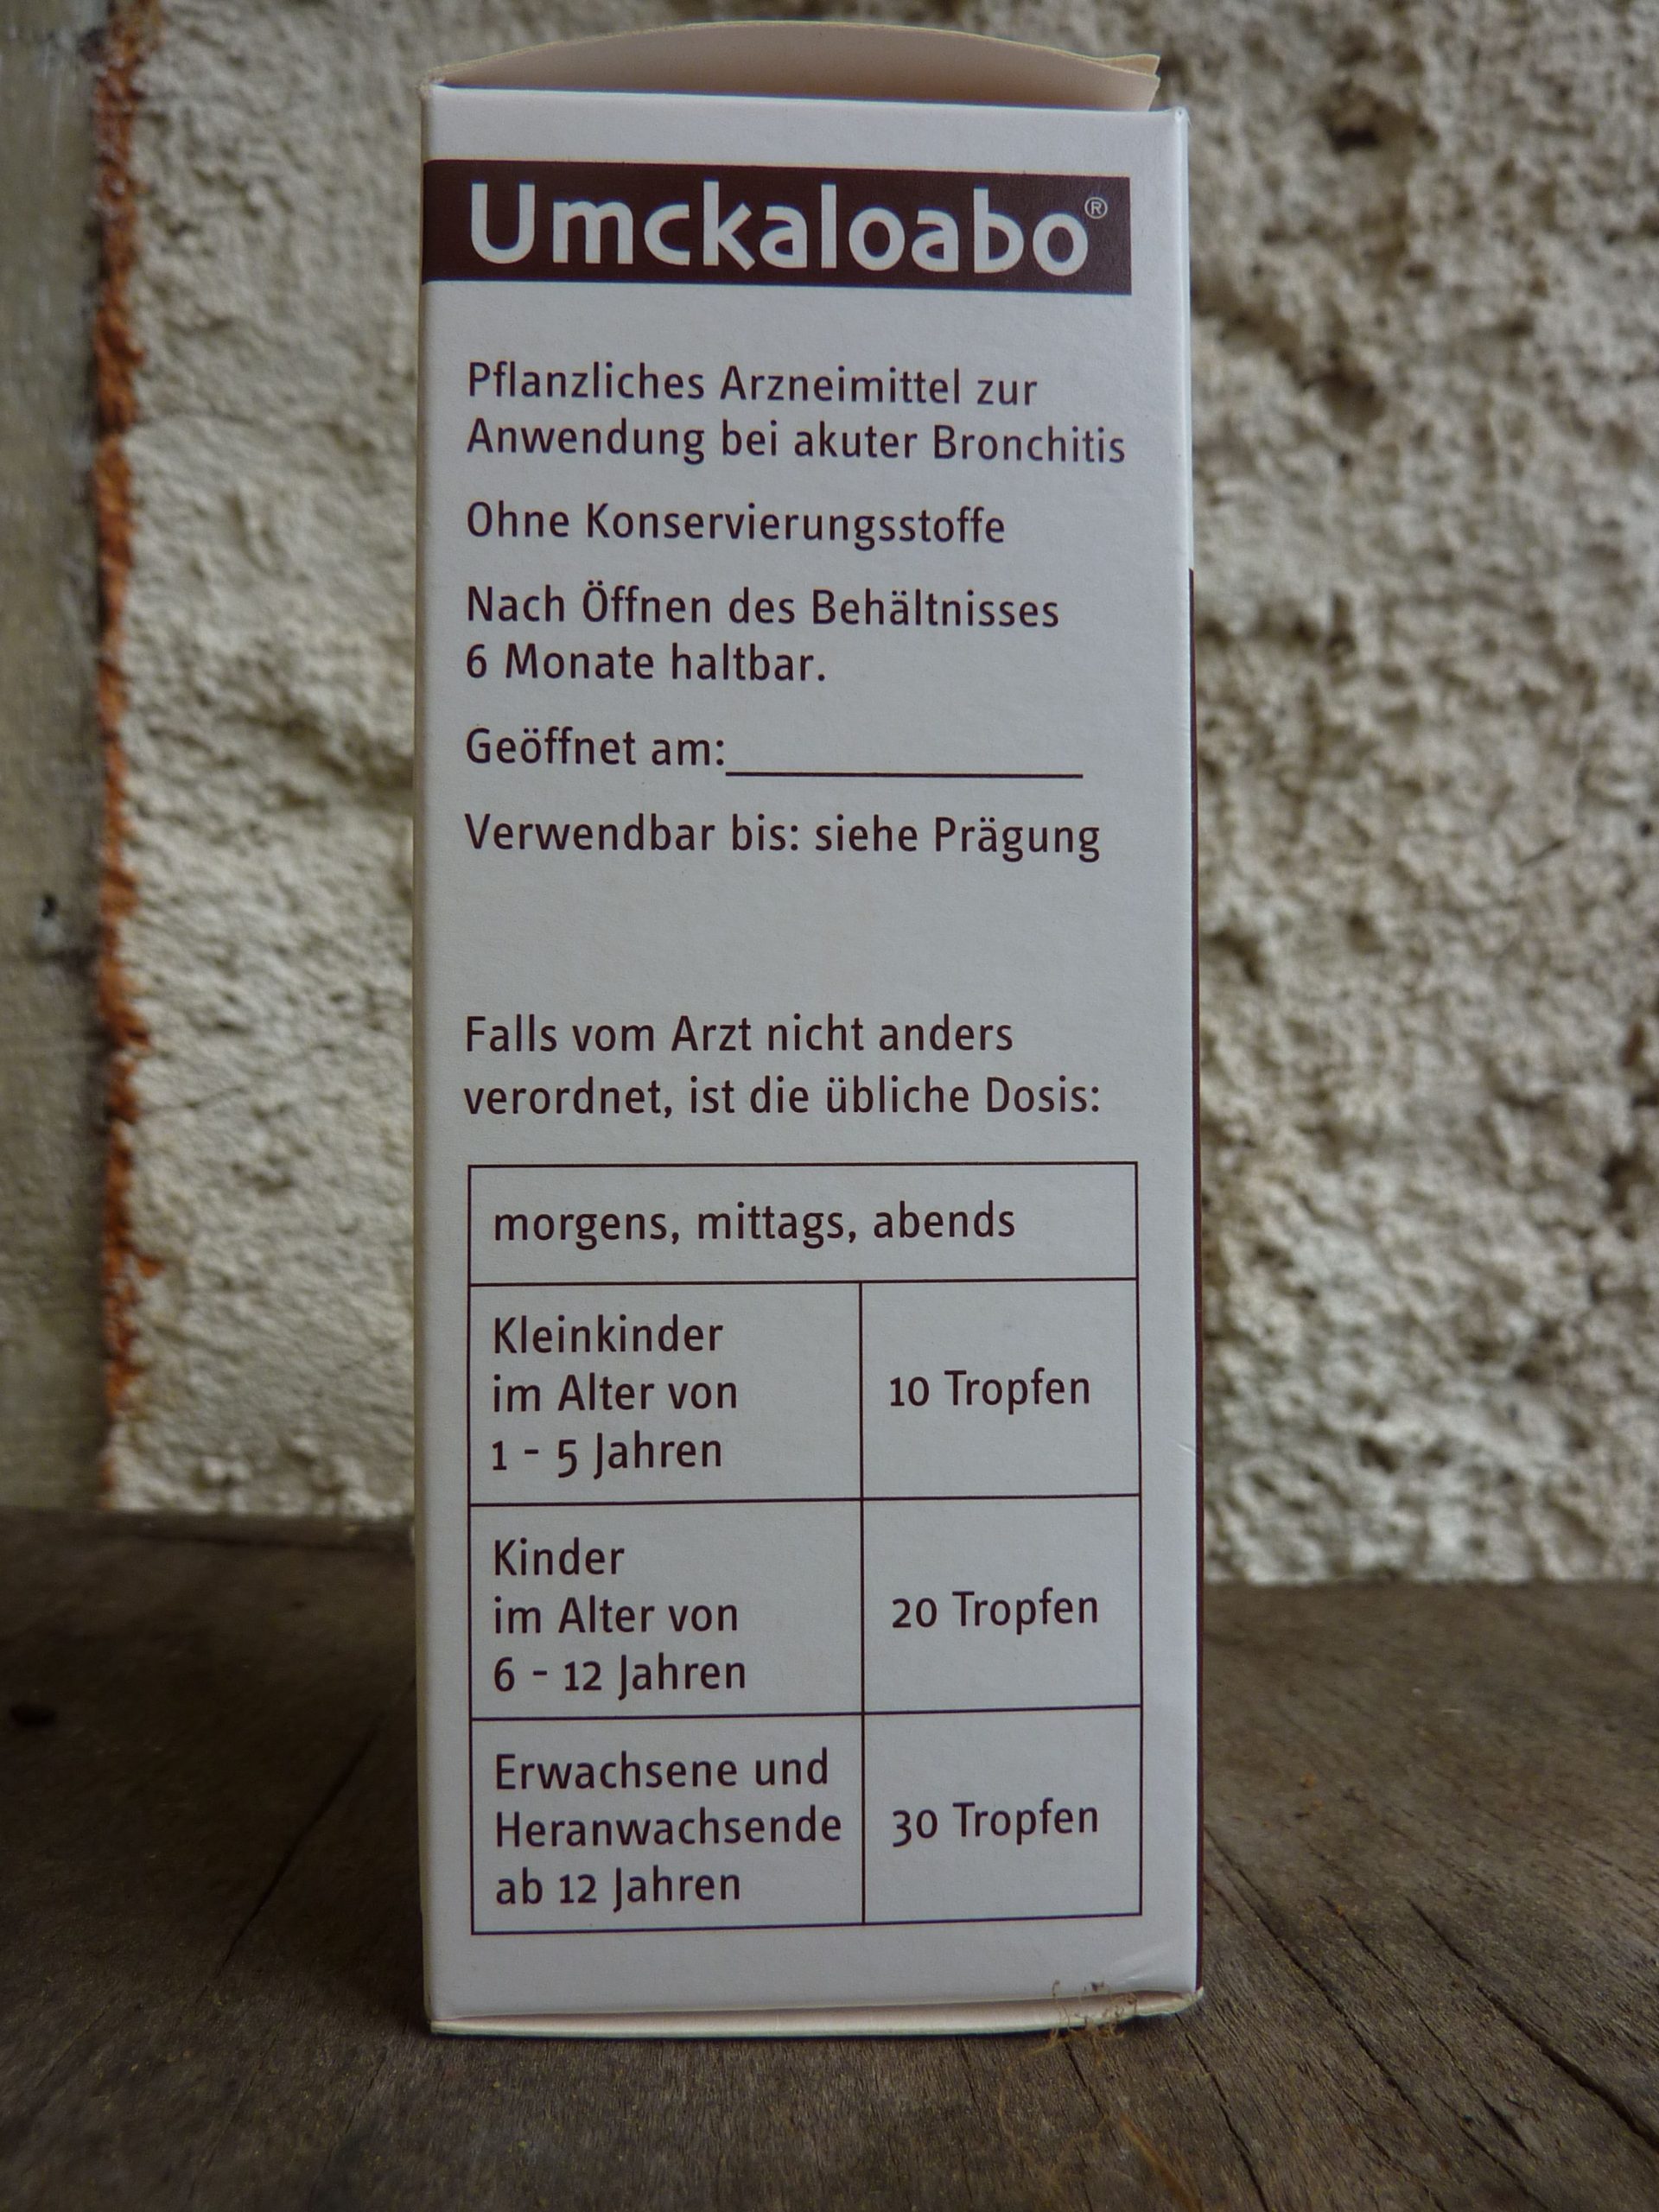 Umckaloabo®
Pflanzliches Arzneimittel zur
Anwendung bei akuter Bronchitis
Ohne Konservierungsstoffe
Nach Öffnen des Behältnisses
6 Monate haltbar.
Geöffnet am:
Verwendbar bis: siehe Prägung
Falls vom Arzt nicht anders
verordnet, ist die übliche Dosis:
morgens, mittags, abends
Kleinkinder
im Alter von
1 - 5 Jahren
10 Tropfen
Kinder
im Alter von
6 - 12 Jahren
20 Tropfen
Erwachsene und
Heranwachsende
ab 12 Jahren
30 Tropfen